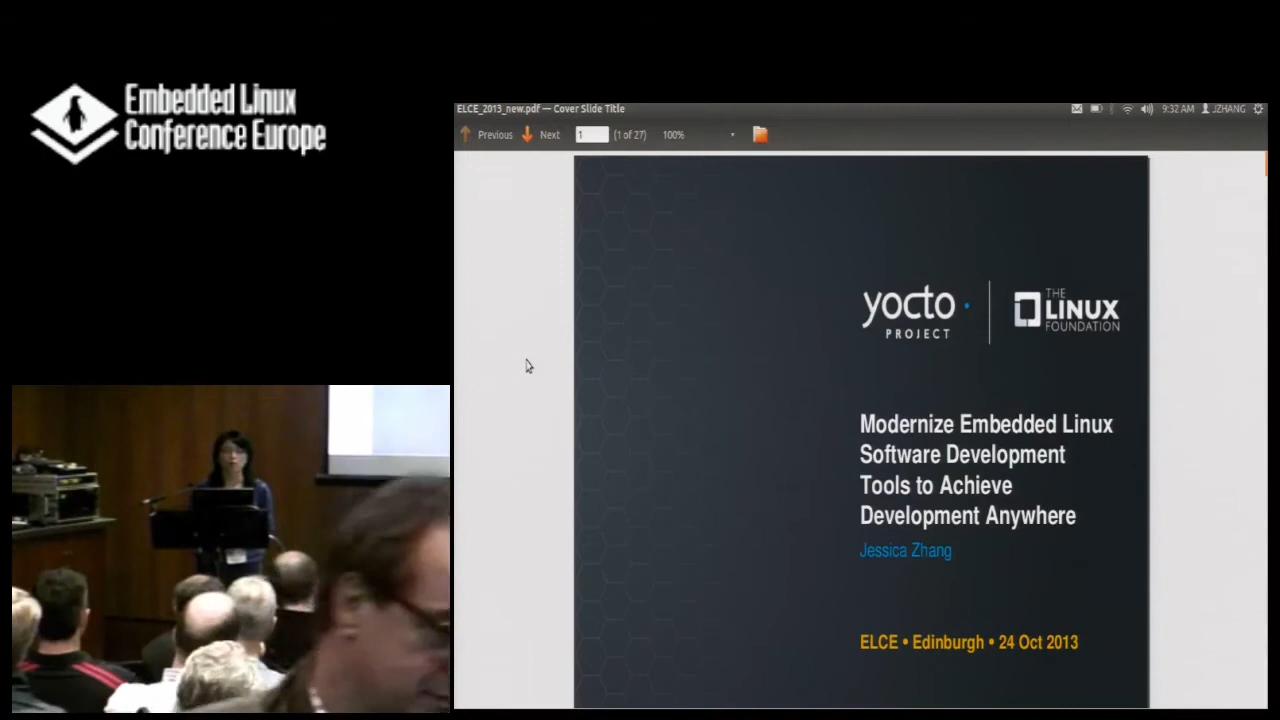 Embedded Linux
Conference Europe
ELCE_2013_new.pdf — Cover Slide Title
9:32 AM JZHANG
Previous Next 1 (1 of 27) 100%
yocto
PROJECT
THE
LINUX
FOUNDATION
Modernize Embedded Linux
Software Development
Tools to Achieve
Development Anywhere
Jessica Zhang
ELCE • Edinburgh • 24 Oct 2013